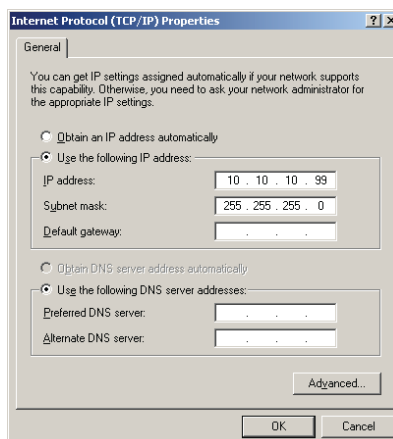 Internet Protocol (TCP/IP) Properties ? X
General
You can get IP settings assigned automatically if your network supports
this capability. Otherwise, you need to ask your network administrator for
the appropriate IP settings.
Obtain an IP address automatically
Use the following IP address:
IP address: 10 . 10 . 10 . 99
Subnet mask: 255 . 255 . 255 . 0
Default gateway: . . .
Obtain DNS server address automatically
Use the following DNS server addresses:
Preferred DNS server: . . .
Alternate DNS server: . . .
Advanced...
OK Cancel